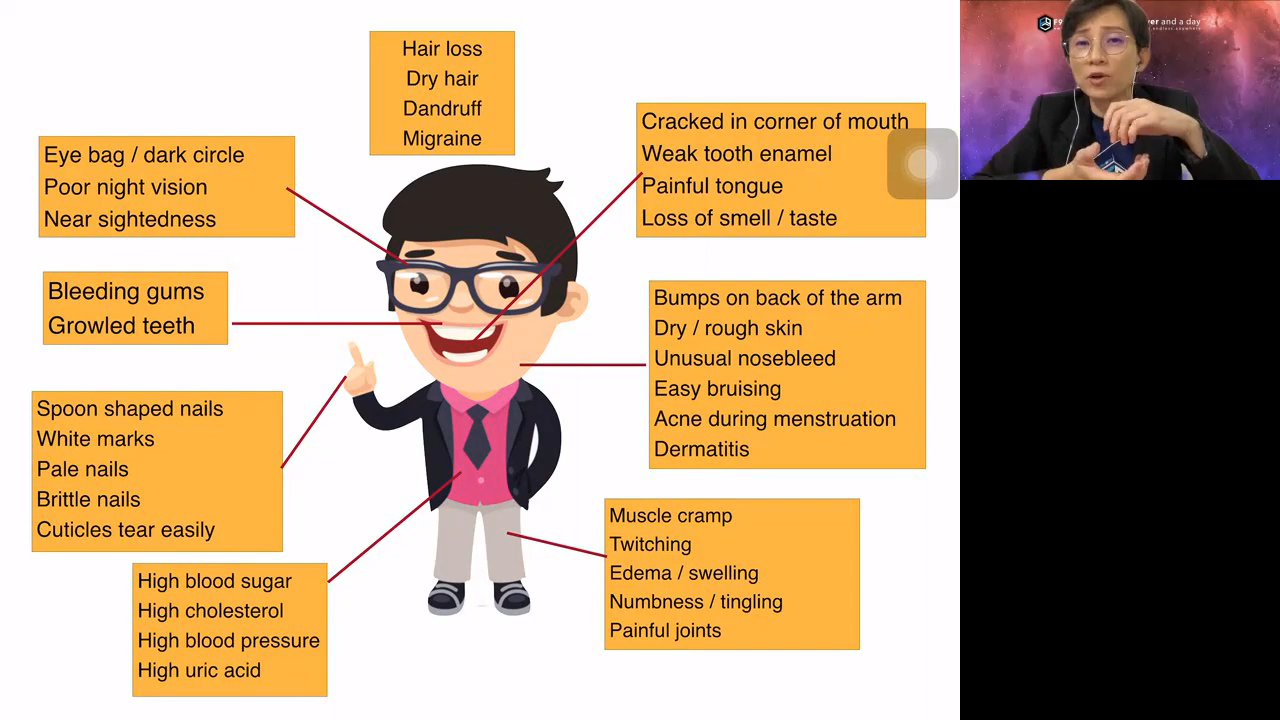 Hair loss
Dry hair
Dandruff
Migraine
Eye bag / dark circle
Poor night vision
Near sightedness
Cracked in corner of mouth
Weak tooth enamel
Painful tongue
Loss of smell / taste
Bleeding gums
Growled teeth
Bumps on back of the arm
Dry / rough skin
Unusual nosebleed
Easy bruising
Acne during menstruation
Dermatitis
Spoon shaped nails
White marks
Pale nails
Brittle nails
Cuticles tear easily
Muscle cramp
Twitching
Edema / swelling
Numbness / tingling
Painful joints
High blood sugar
High cholesterol
High blood pressure
High uric acid
and a day